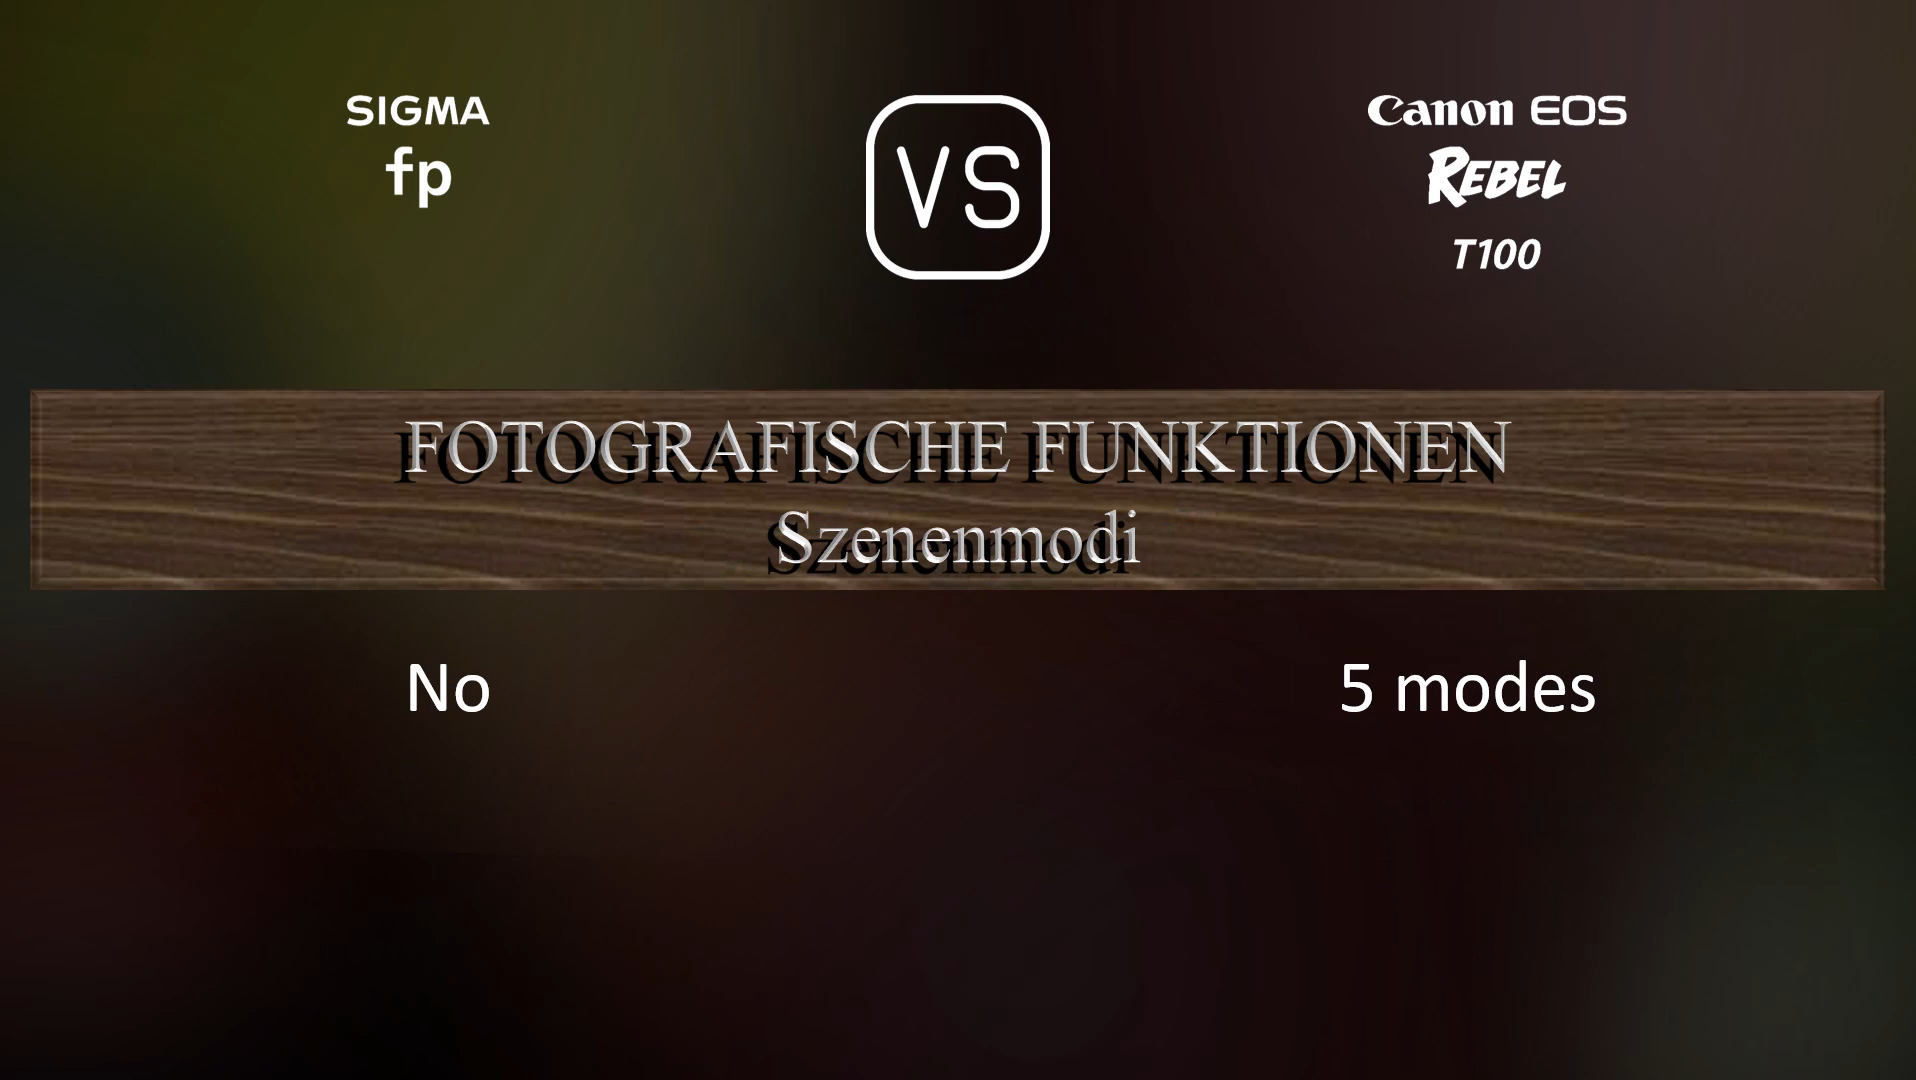 SIGMA
fp
VS
Canon EOS
REBEL
T100
FOTOGRAFISCHE FUNKTIONEN
Szenenmodi
No
5 modes